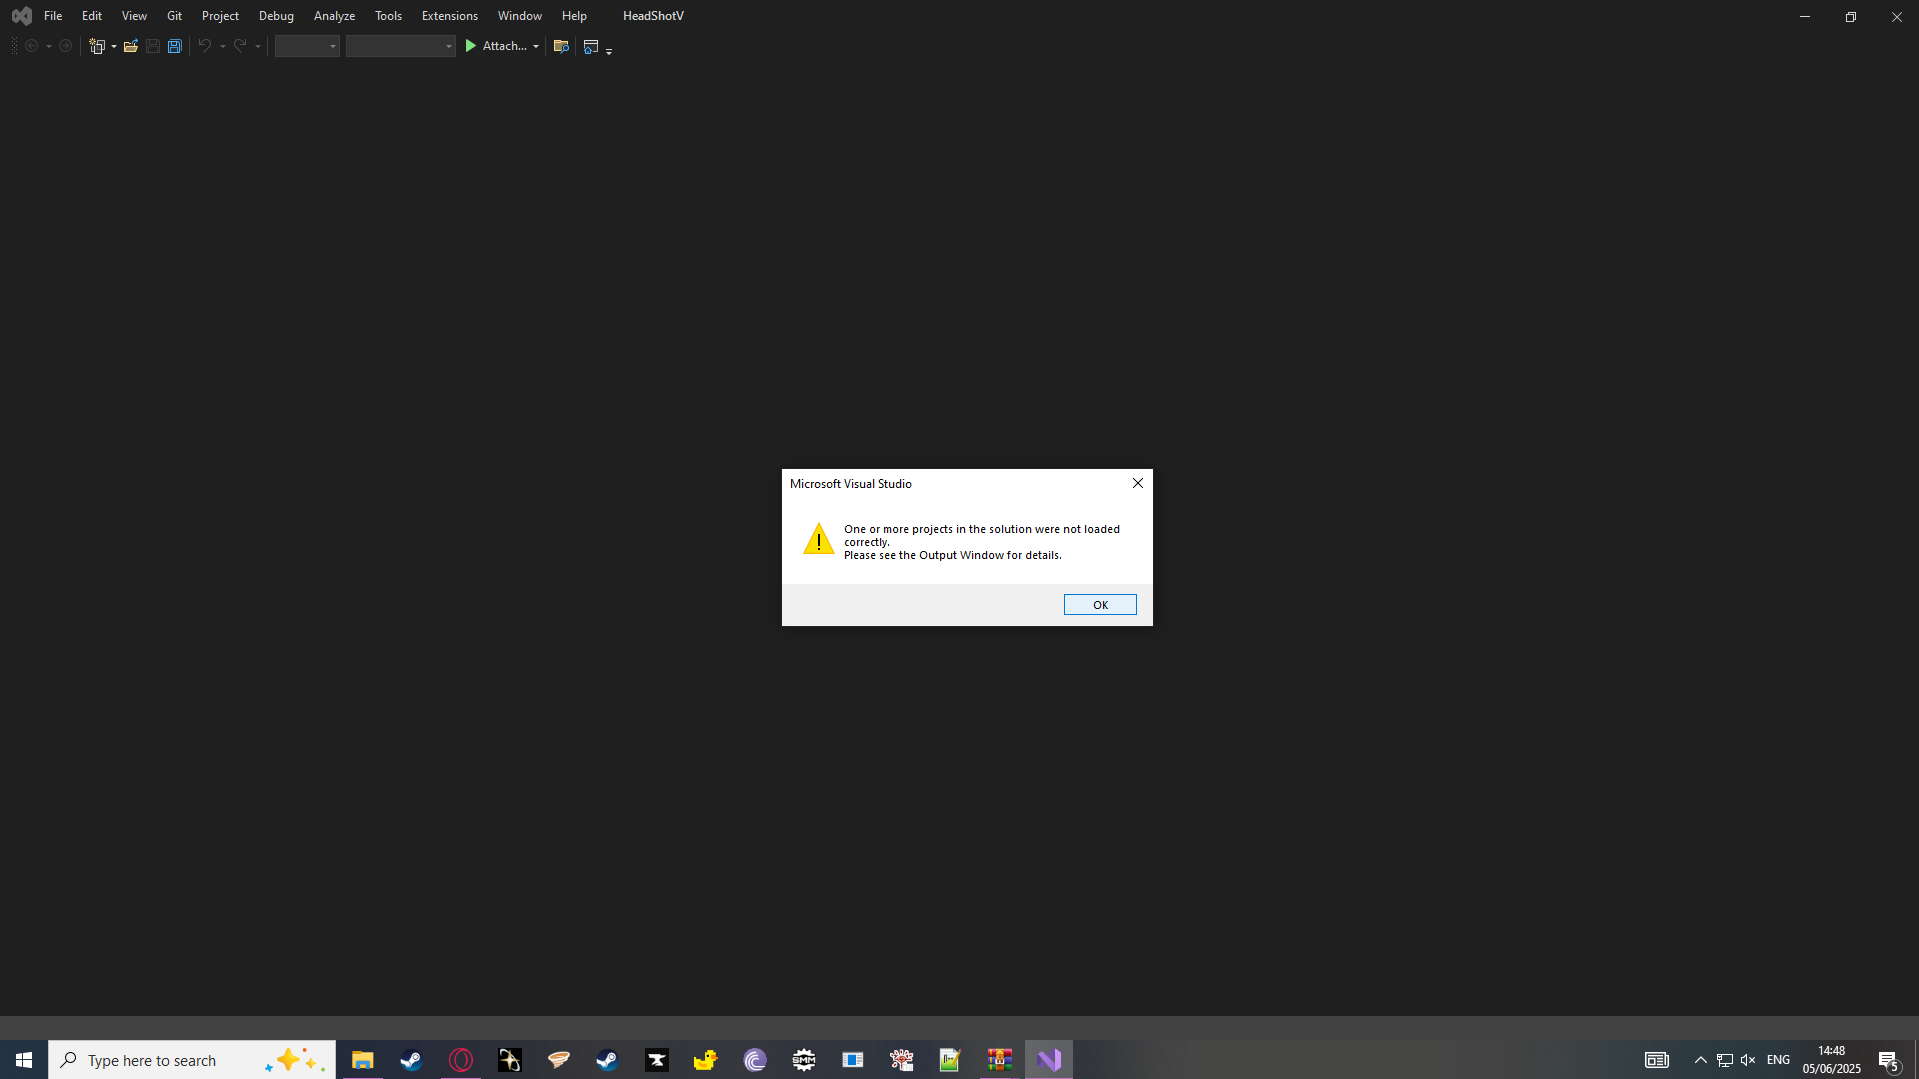 File Edit View Git Project Debug Analyze Tools Extensions Window Help HeadShotV
Attach...
Microsoft Visual Studio
One or more projects in the solution were not loaded
correctly.
Please see the Output Window for details.
OK
Type here to search
SMM
ENG
14:48
05/06/2025
5